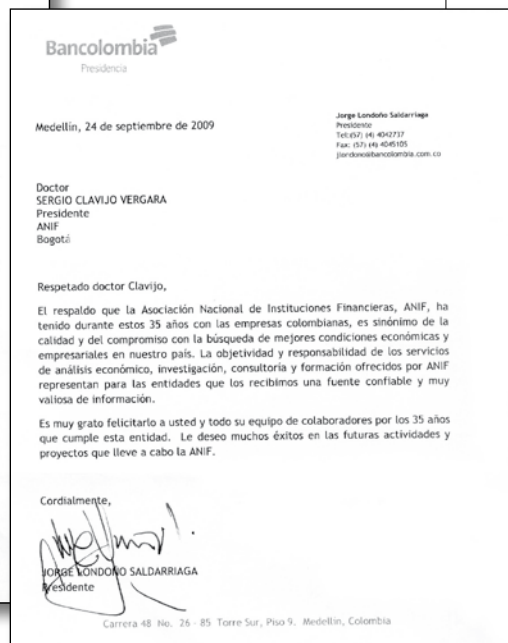 Bancolombia
Presidencia
Medellín, 24 de septiembre de 2009
Jorge Londoño Saldarriaga
Presidente
Tel:(57) (4) 4042737
Fax: (57) (4) 4045105
jlondono@bancolombia.com.co
Doctor
SERGIO CLAVIJO VERGARA
Presidente
ANIF
Bogotá
Respetado doctor Clavijo,
El respaldo que la Asociación Nacional de Instituciones Financieras, ANIF, ha
tenido durante estos 35 años con las empresas colombianas, es sinónimo de la
calidad y del compromiso con la búsqueda de mejores condiciones económicas y
empresariales en nuestro país. La objetividad y responsabilidad de los servicios
de análisis económico, investigación, consultoría y formación ofrecidos por ANIF
representan para las entidades que los recibimos una fuente confiable y muy
valiosa de información.
Es muy grato felicitarlo a usted y todo su equipo de colaboradores por los 35 años
que cumple esta entidad. Le deseo muchos éxitos en las futuras actividades y
proyectos que lleve a cabo la ANIF.
Cordialmente,
JORGE LONDOÑO SALDARRIAGA
Presidente
Carrera 48 No. 26 - 85 Torre Sur, Piso 9. Medellín, Colombia